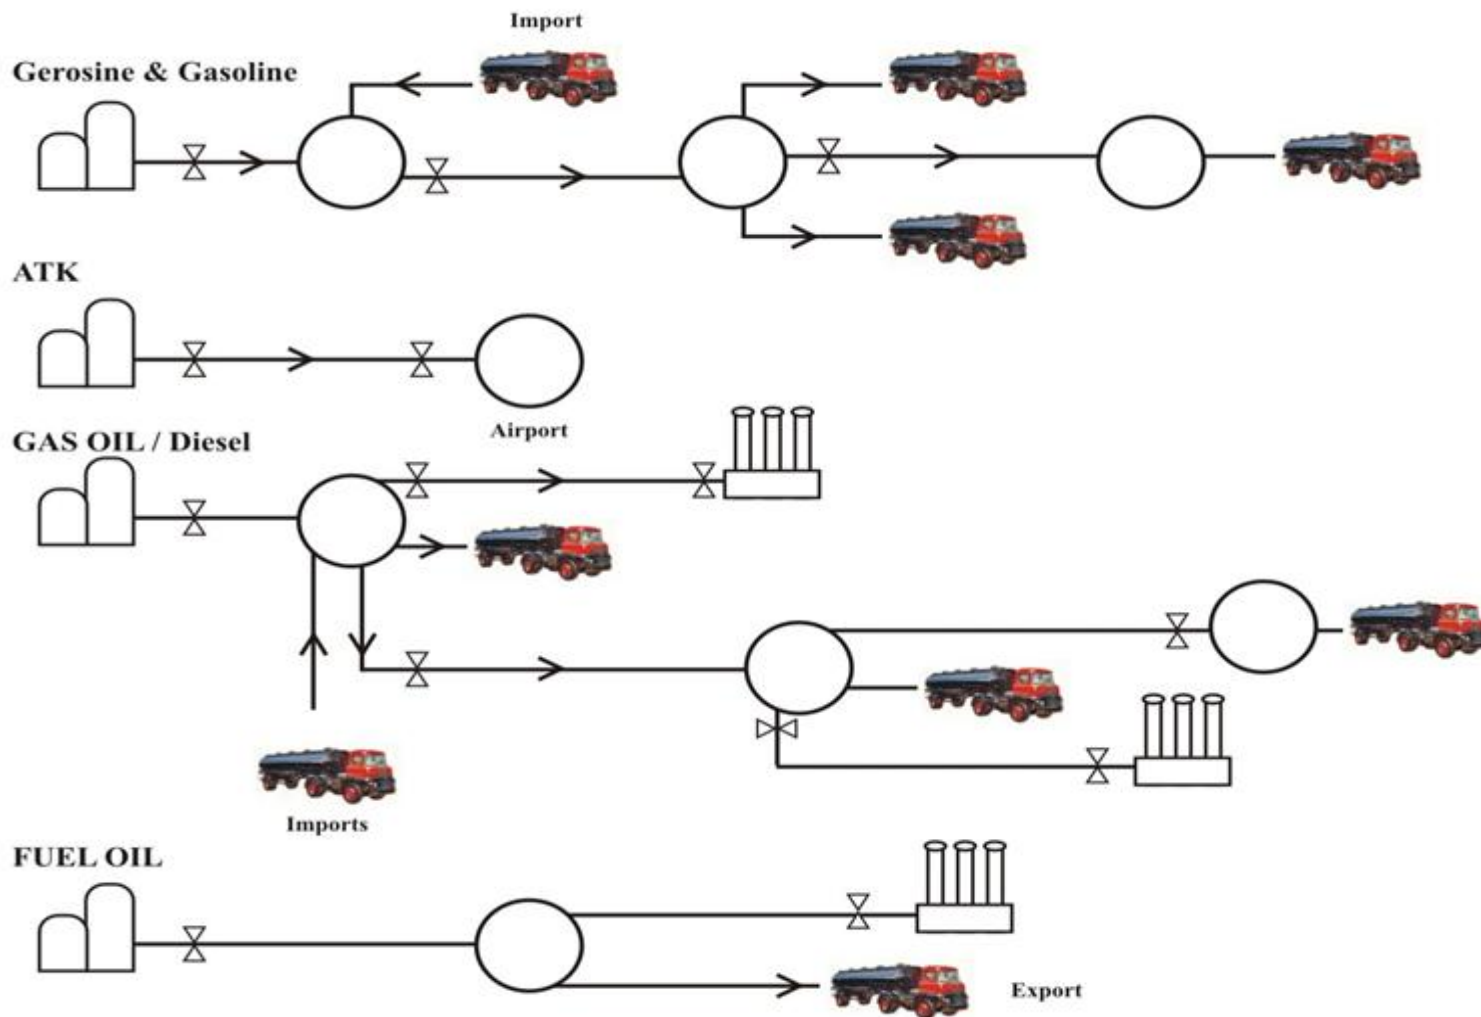 Import
Gerosine & Gasoline
ATK
Airport
GAS OIL / Diesel
Imports
FUEL OIL
Export